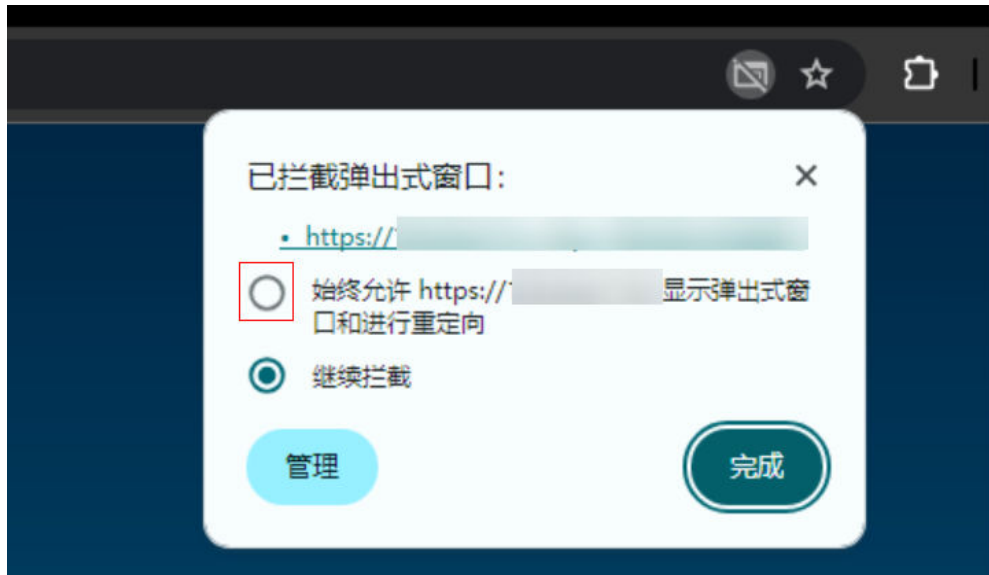 已拦截弹出式窗口：
• https://
始终允许 https:// 显示弹出式窗
口和进行重定向
继续拦截
管理
完成